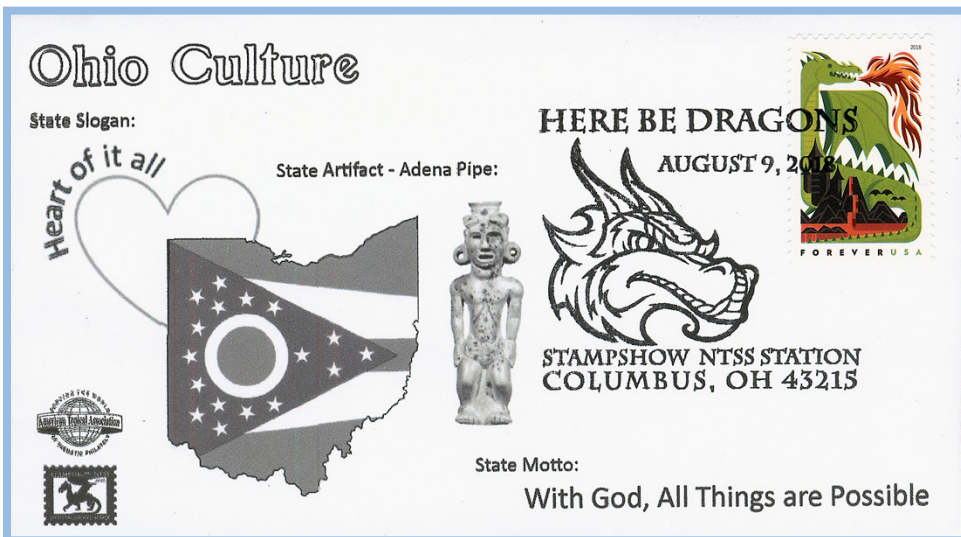 Ohio Culture
State Slogan:
Heart of it all
State Artifact - Adena Pipe:
2018
HERE BE DRAGONS
AUGUST 9, 2018
FOREVER USA
STAMPSHOW NTSS STATION
COLUMBUS, OH 43215
American Topical Association
State Motto:
With God, All Things are Possible